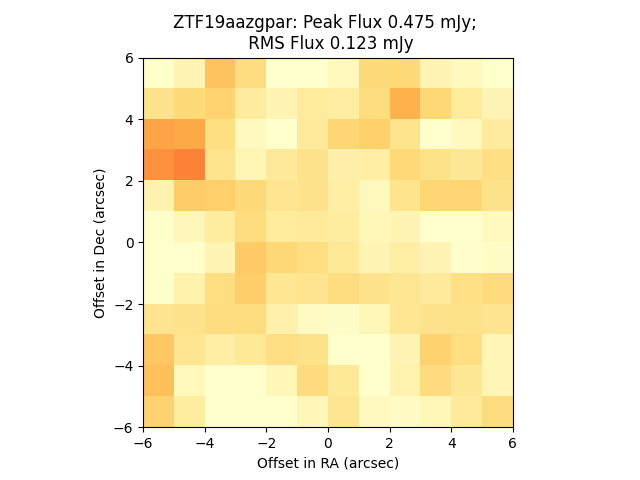 ZTF19aazgpar: Peak Flux 0.475 mJy;
RMS Flux 0.123 mJy
6
4
2
0
−2
−4
−6
Offset in Dec (arcsec)
−6 −4 −2 0 2 4 6
Offset in RA (arcsec)